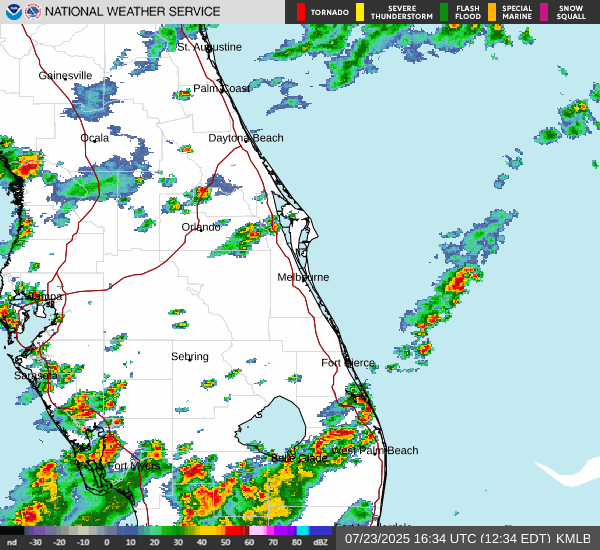 NATIONAL WEATHER SERVICE
TORNADO
SEVERE THUNDERSTORM
FLASH FLOOD
SPECIAL MARINE
SNOW SQUALL
St. Augustine
Gainesville
Palm Coast
Ocala
Daytona Beach
Orlando
Melbourne
Tampa
Sebring
Fort Pierce
Sarasota
West Palm Beach
Belle Glade
Fort Myers
nd -30 -20 -10 0 10 20 30 40 50 60 70 80 dBZ
07/23/2025 16:34 UTC (12:34 EDT) KMLB